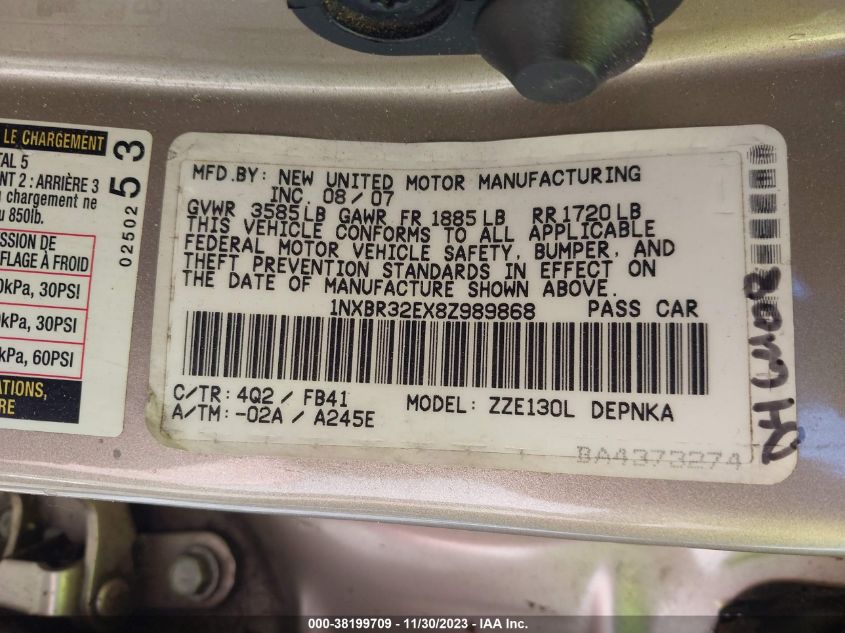 LE CHARGEMENT
TAL 5
ANT 2 : ARRIÈRE 3
chargement ne
850lb.
SSION DE
FLAGE À FROID
0kPa, 30PSI
0kPa, 30PSI
kPa, 60PSI
ATIONS,
RE
0250253
MFD.BY: NEW UNITED MOTOR MANUFACTURING
INC. 08/07
GVWR 3585LB GAWR FR 1885LB RR1720LB
THIS VEHICLE CONFORMS TO ALL APPLICABLE
FEDERAL MOTOR VEHICLE SAFETY, BUMPER, AND
THEFT PREVENTION STANDARDS IN EFFECT ON
THE DATE OF MANUFACTURE SHOWN ABOVE.
1NXBR32EX8Z989868 PASS CAR
C/TR: 4Q2 / FB41
A/TM: -02A / A245E
MODEL: ZZE130L DEPNKA
BA4373274
000-38199709 - 11/30/2023 - IAA Inc.